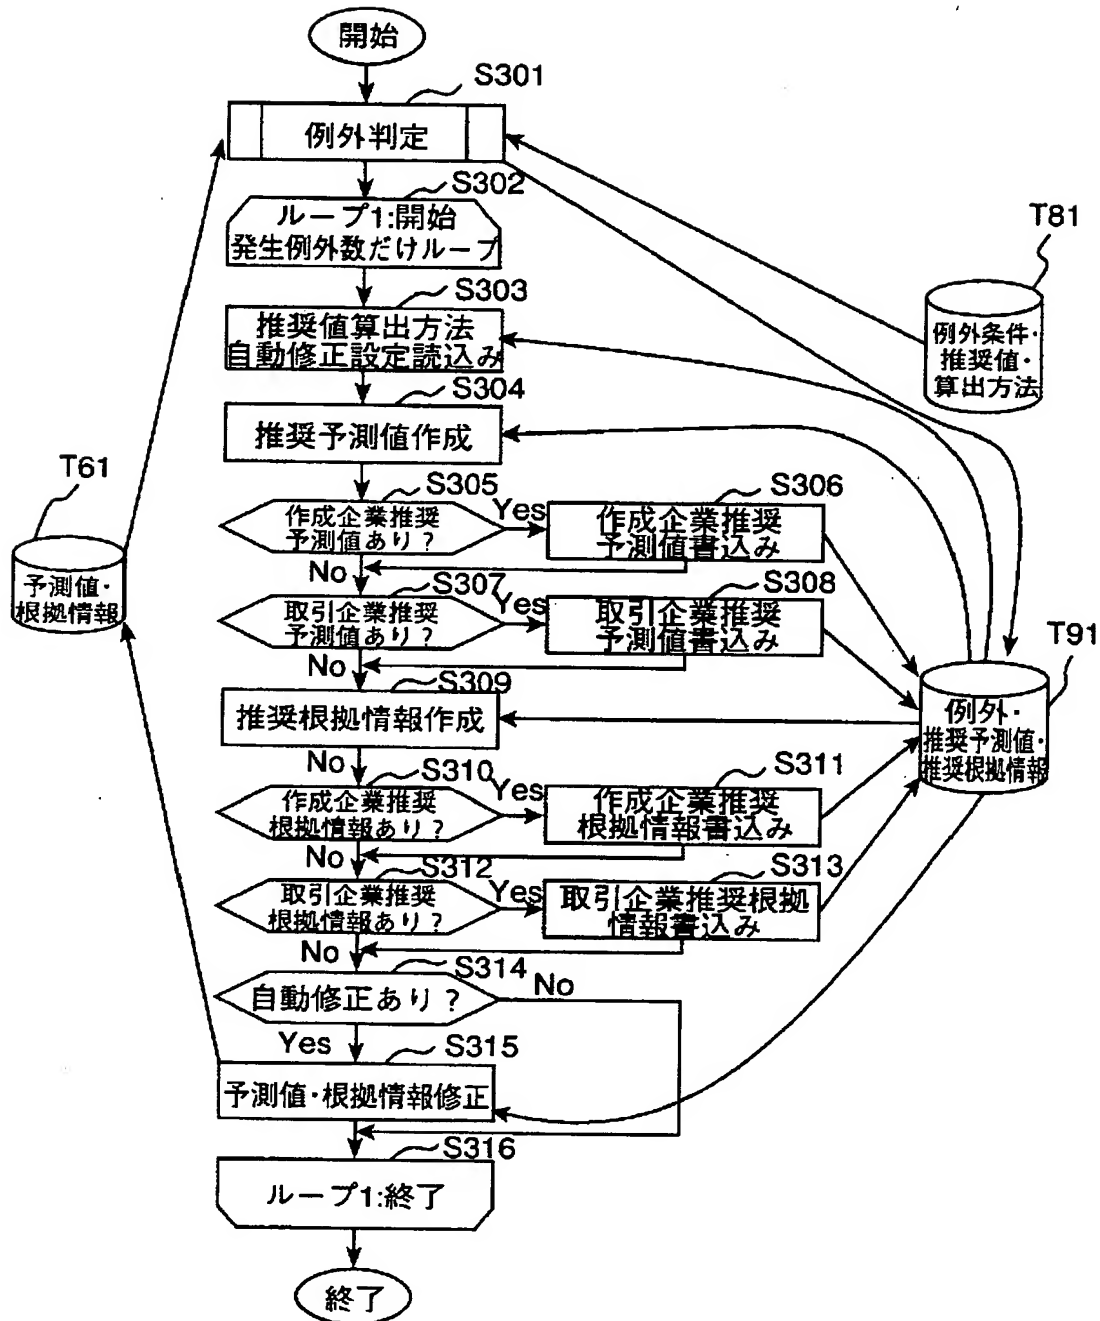 開始
S301
例外判定
S302
ループ1:開始
発生例外数だけループ
T81
例外条件・
推奨値・
算出方法
S303
推奨値算出方法
自動修正設定読込み
S304
推奨予測値作成
T61
予測値・
根拠情報
S305
作成企業推奨
予測値あり?
Yes
S306
作成企業推奨
予測値書込み
No
S307
取引企業推奨
予測値あり?
Yes
S308
取引企業推奨
予測値書込み
No
T91
例外・
推奨予測値・
推奨根拠情報
S309
推奨根拠情報作成
No
S310
作成企業推奨
根拠情報あり?
Yes
S311
作成企業推奨
根拠情報書込み
No
S312
取引企業推奨
根拠情報あり?
Yes
S313
取引企業推奨根拠
情報書込み
No
S314
自動修正あり?
No
Yes
S315
予測値・根拠情報修正
S316
ループ1:終了
終了